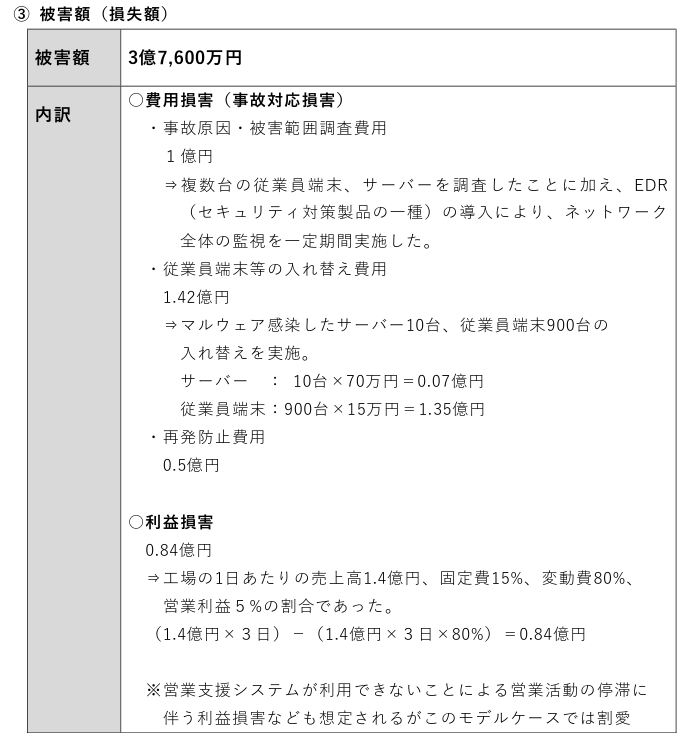 ③ 被害額（損失額）
被害額
3億7,600万円
内訳
○費用損害（事故対応損害）
・事故原因・被害範囲調査費用
１億円
⇒複数台の従業員端末、サーバーを調査したことに加え、EDR
（セキュリティ対策製品の一種）の導入により、ネットワーク
全体の監視を一定期間実施した。
・従業員端末等の入れ替え費用
1.42億円
⇒マルウェア感染したサーバー10台、従業員端末900台の
入れ替えを実施。
サーバー　： 10台×70万円＝0.07億円
従業員端末：900台×15万円＝1.35億円
・再発防止費用
0.5億円
○利益損害
0.84億円
⇒工場の1日あたりの売上高1.4億円、固定費15%、変動費80%、
営業利益５%の割合であった。
（1.4億円×３日）－（1.4億円×３日×80%）＝0.84億円
※営業支援システムが利用できないことによる営業活動の停滞に
伴う利益損害なども想定されるがこのモデルケースでは割愛